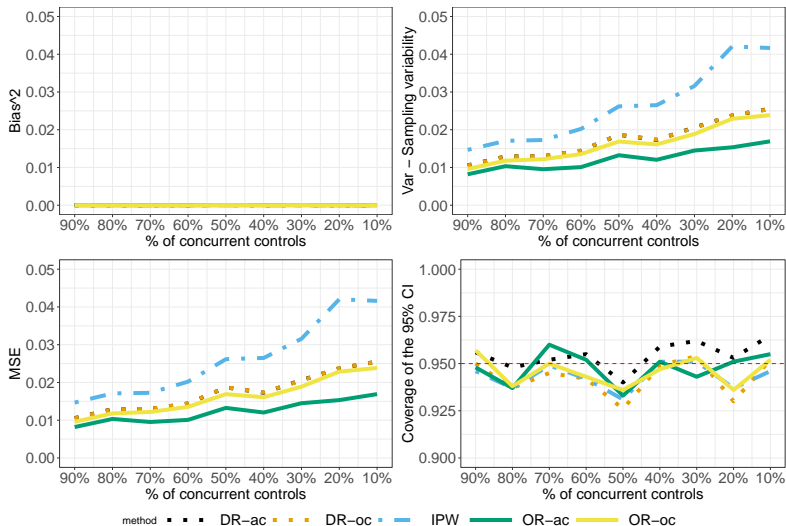 Bias^2
0.05
0.04
0.03
0.02
0.01
0.00
90% 80% 70% 60% 50% 40% 30% 20% 10%
% of concurrent controls
Var − Sampling variability
0.05
0.04
0.03
0.02
0.01
0.00
90% 80% 70% 60% 50% 40% 30% 20% 10%
% of concurrent controls
MSE
0.05
0.04
0.03
0.02
0.01
0.00
90% 80% 70% 60% 50% 40% 30% 20% 10%
% of concurrent controls
Coverage of the 95% CI
1.000
0.975
0.950
0.925
0.900
90% 80% 70% 60% 50% 40% 30% 20% 10%
% of concurrent controls
method DR−ac DR−oc IPW OR−ac OR−oc